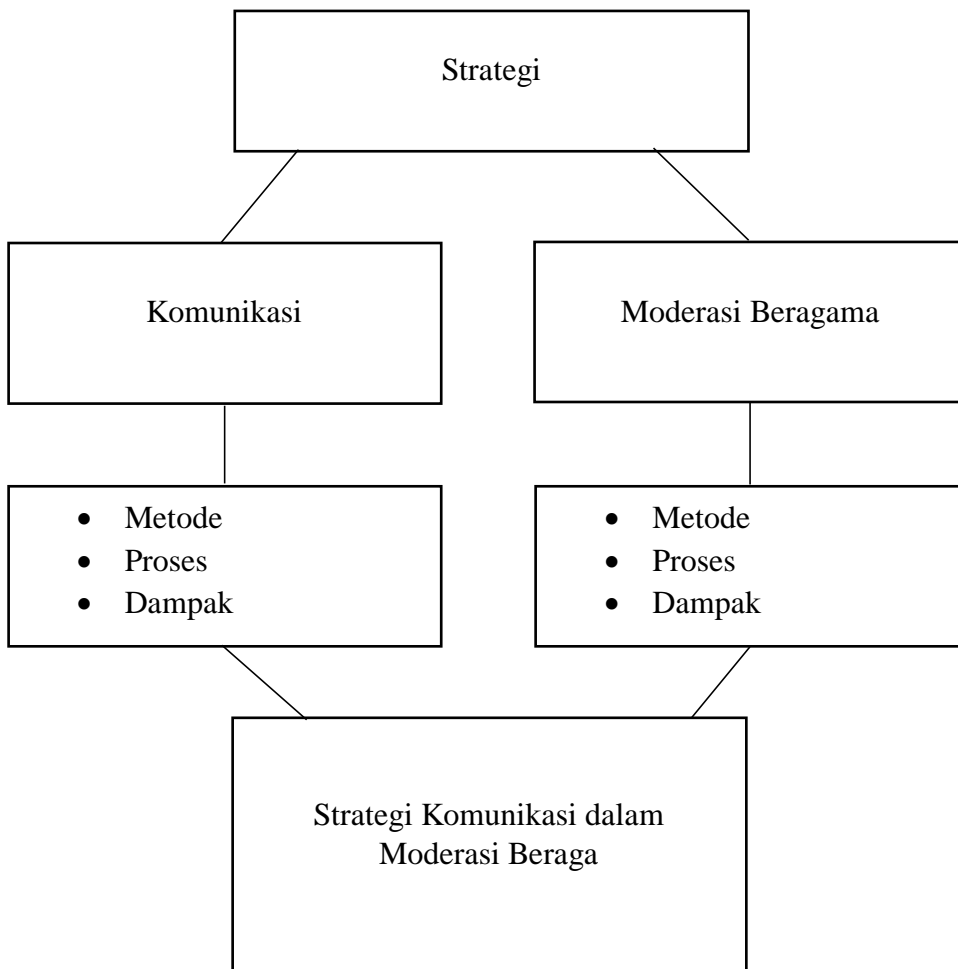 Strategi
Komunikasi
Moderasi Beragama
• Metode
• Proses
• Dampak
• Metode
• Proses
• Dampak
Strategi Komunikasi dalam
Moderasi Beraga